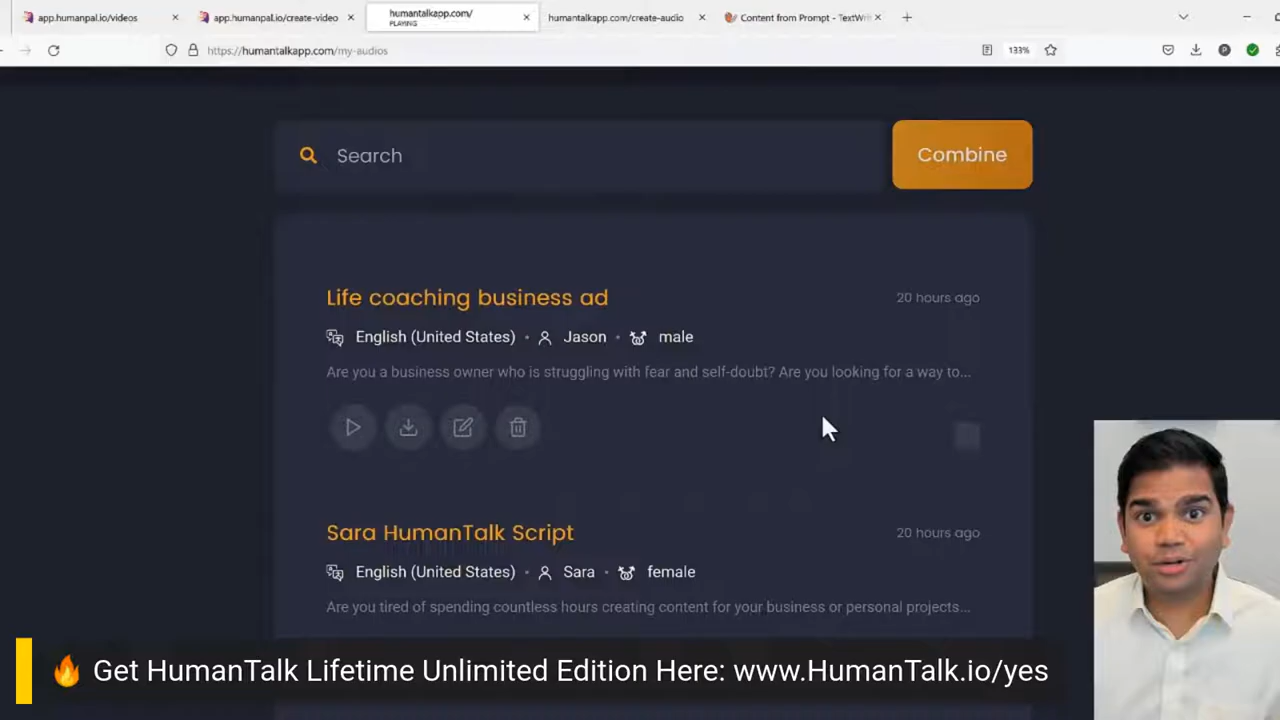 app.humanpal.io/videos
app.humanpal.io/create-video
humantalkapp.com/
PLAYING
humantalkapp.com/create-audio
Content from Prompt - TextWri
https://humantalkapp.com/my-audios
133%
Search
Combine
Life coaching business ad
20 hours ago
English (United States) • Jason • male
Are you a business owner who is struggling with fear and self-doubt? Are you looking for a way to...
Sara HumanTalk Script
20 hours ago
English (United States) • Sara • female
Are you tired of spending countless hours creating content for your business or personal projects...
🔥 Get HumanTalk Lifetime Unlimited Edition Here: www.HumanTalk.io/yes